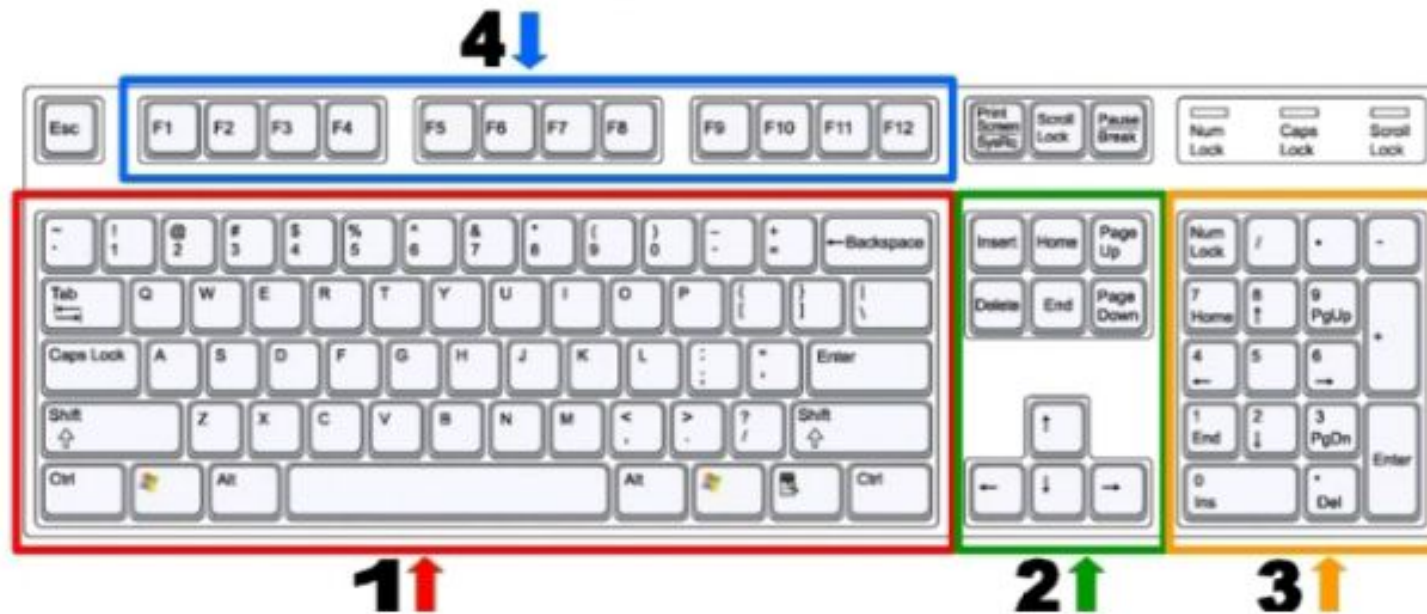 4
Esc F1 F2 F3 F4 F5 F6 F7 F8 F9 F10 F11 F12 Print Screen SysRq Scroll Lock Pause Break Num Lock Caps Lock Scroll Lock
~ ! @ # $ % ^ & * ( ) – +
· 1 2 3 4 5 6 7 8 9 0 - = ←Backspace Insert Home Page Up Num Lock / • -
Tab Q W E R T Y U I O P { [ } ] | \ Delete End Page Down 7 Home 8 ↑ 9 PgUp +
Caps Lock A S D F G H J K L : ; " ' Enter 4 ← 5 6 →
Shift Z X C V B N M < , > . ? / Shift ↑ 1 End 2 ↓ 3 PgDn Enter
Ctrl Alt Alt Ctrl ← ↓ → 0 Ins • Del
1 2 3